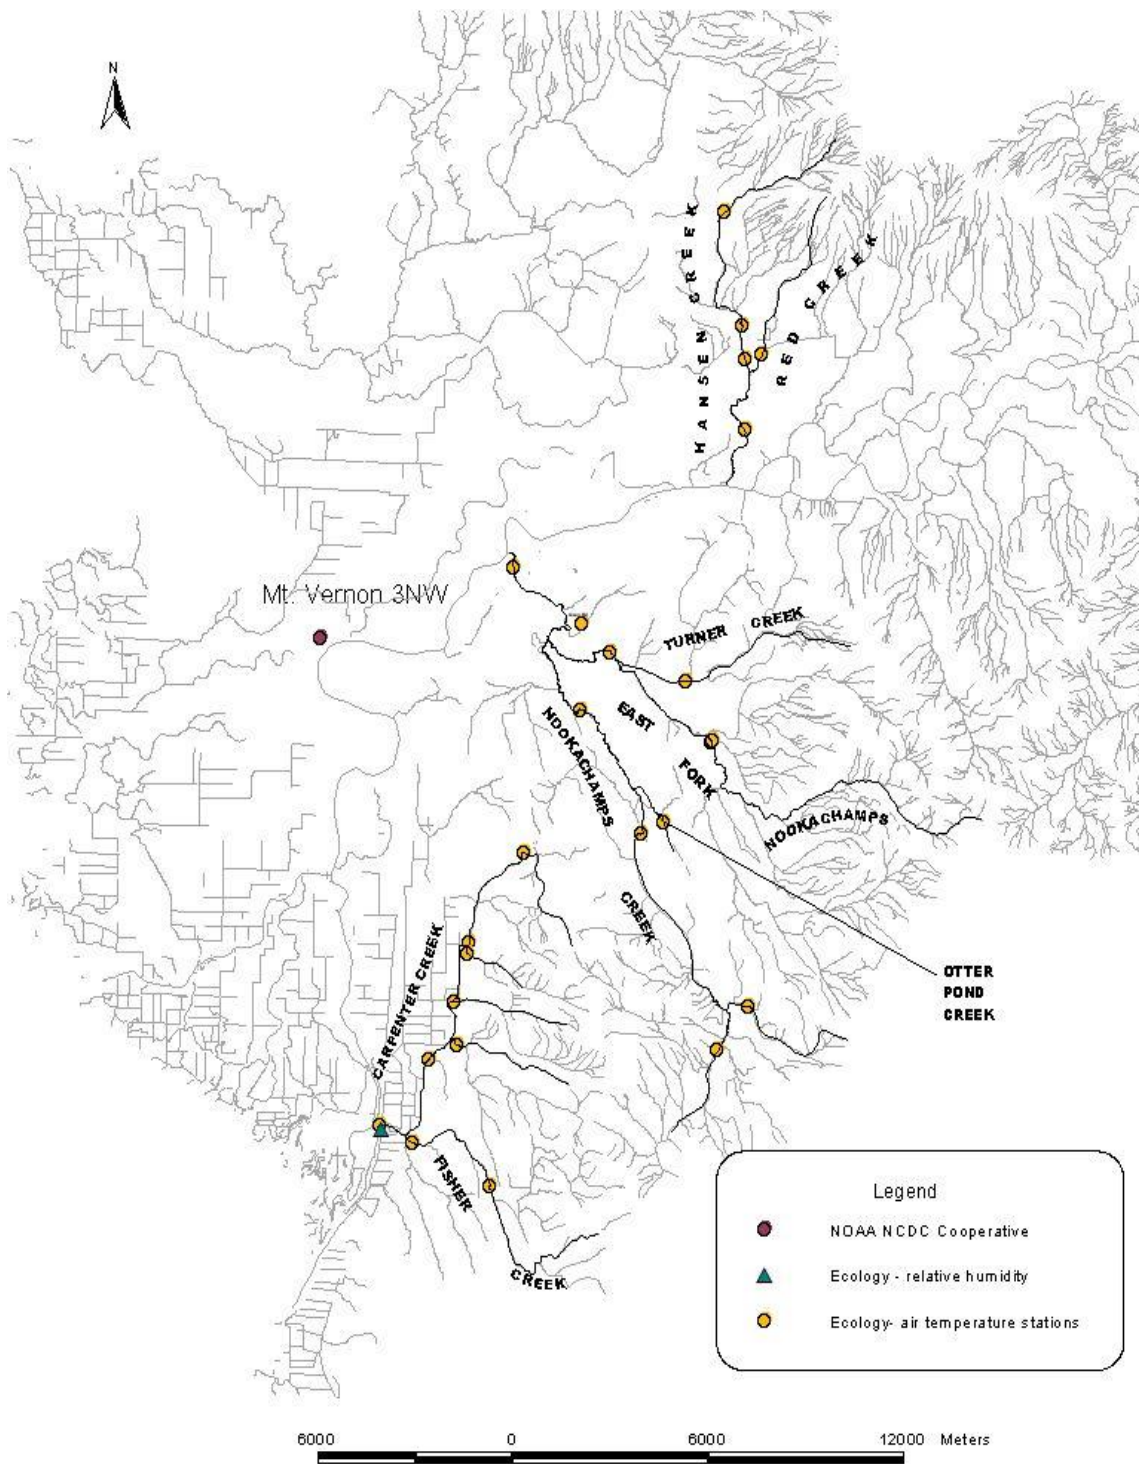 N
HANSEN CREEK
RED CREEK
Mt. Vernon 3NW
TURNER CREEK
EAST
FORK
NOOKACHAMPS
NOOKACHAMPS
CREEK
CARPENTER CREEK
OTTER
POND
CREEK
FISHER
CREEK
Legend
NOAA NCDC Cooperative
Ecology - relative humidity
Ecology- air temperature stations
6000 0 6000 12000 Meters